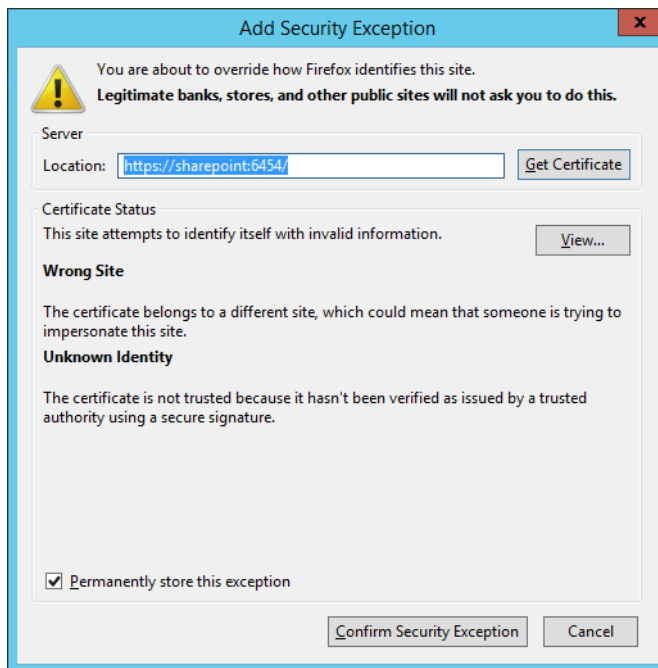 Add Security Exception
x
You are about to override how Firefox identifies this site.
Legitimate banks, stores, and other public sites will not ask you to do this.
Server
Location: https://sharepoint:6454/ Get Certificate
Certificate Status
This site attempts to identify itself with invalid information.
View...
Wrong Site
The certificate belongs to a different site, which could mean that someone is trying to
impersonate this site.
Unknown Identity
The certificate is not trusted because it hasn't been verified as issued by a trusted
authority using a secure signature.
Permanently store this exception
Confirm Security Exception Cancel